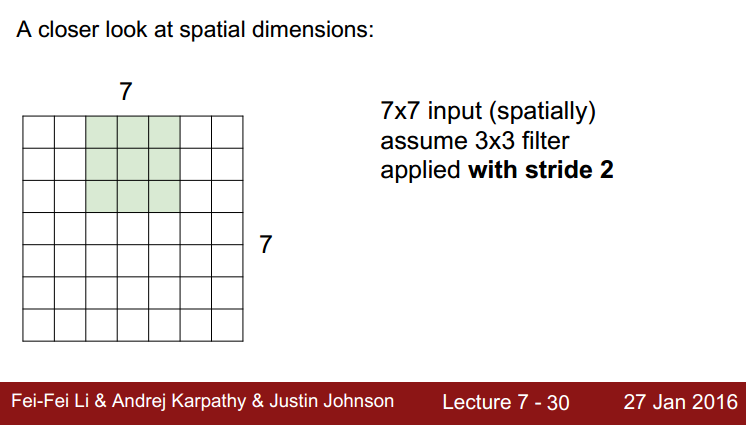 A closer look at spatial dimensions:
7
7x7 input (spatially)
assume 3x3 filter
applied with stride 2
7
Fei-Fei Li & Andrej Karpathy & Justin Johnson
Lecture 7 - 30
27 Jan 2016